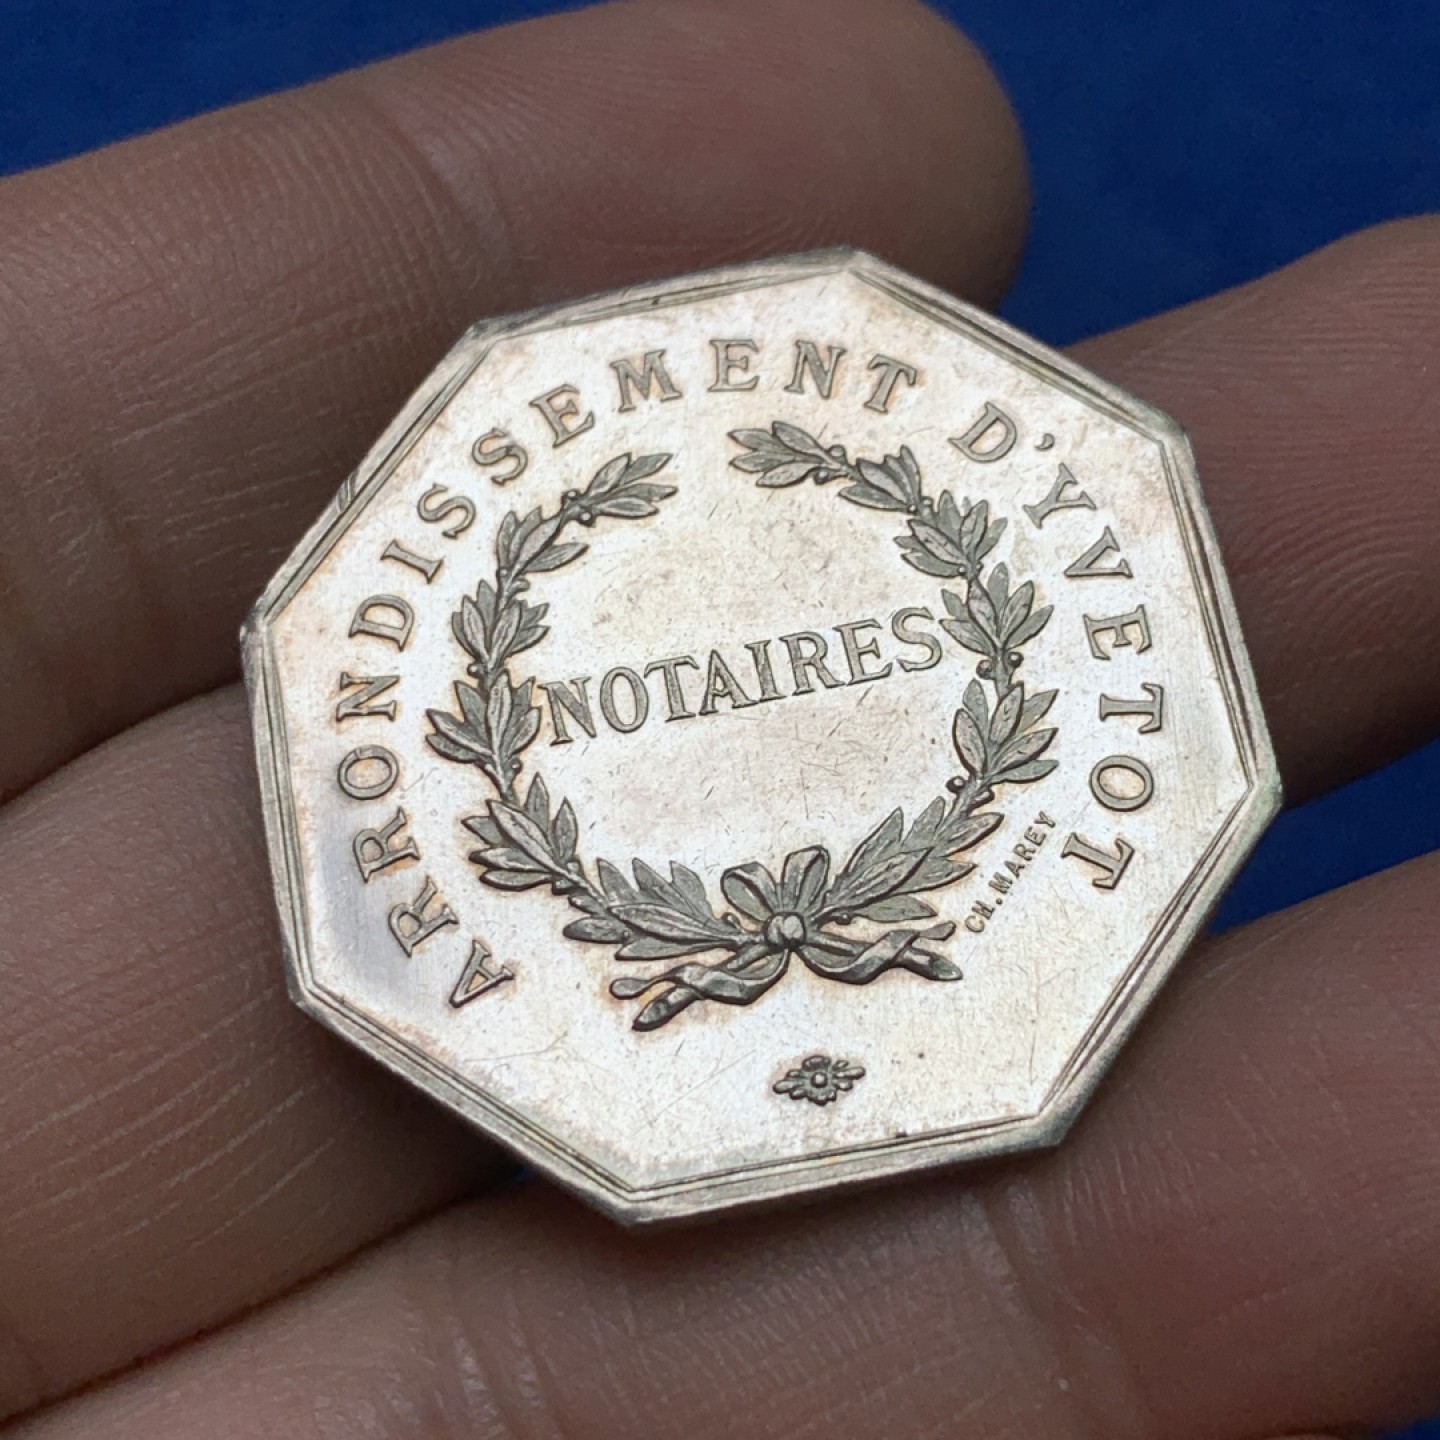 ARRONDISSEMENT D'YVETOT
NOTAIRES
CH. MAREY